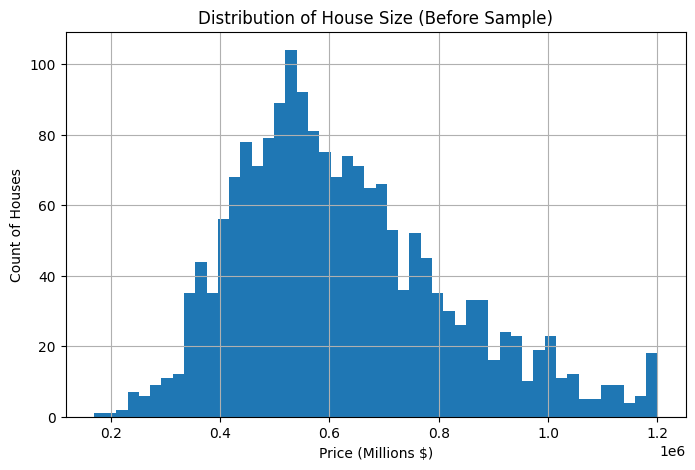 Distribution of House Size (Before Sample)
100
80
60
40
20
0
Count of Houses
0.2 0.4 0.6 0.8 1.0 1.2
1e6
Price (Millions $)